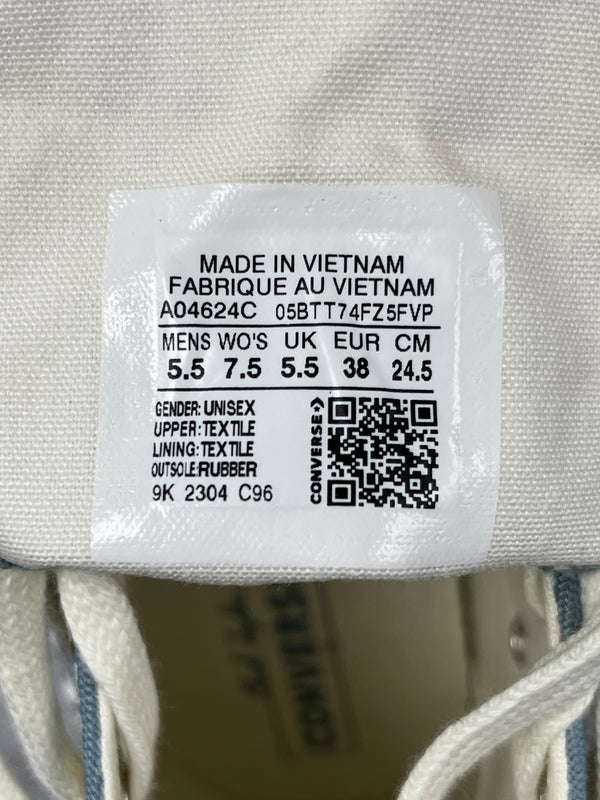 MADE IN VIETNAM
FABRIQUE AU VIETNAM
A04624C 05BTT74FZ5FVP
MENS WO'S UK EUR CM
5.5 7.5 5.5 38 24.5
GENDER: UNISEX
UPPER: TEXTILE
LINING: TEXTILE
OUTSOLE: RUBBER
9K 2304 C96
CONVERSE
CONVERSE